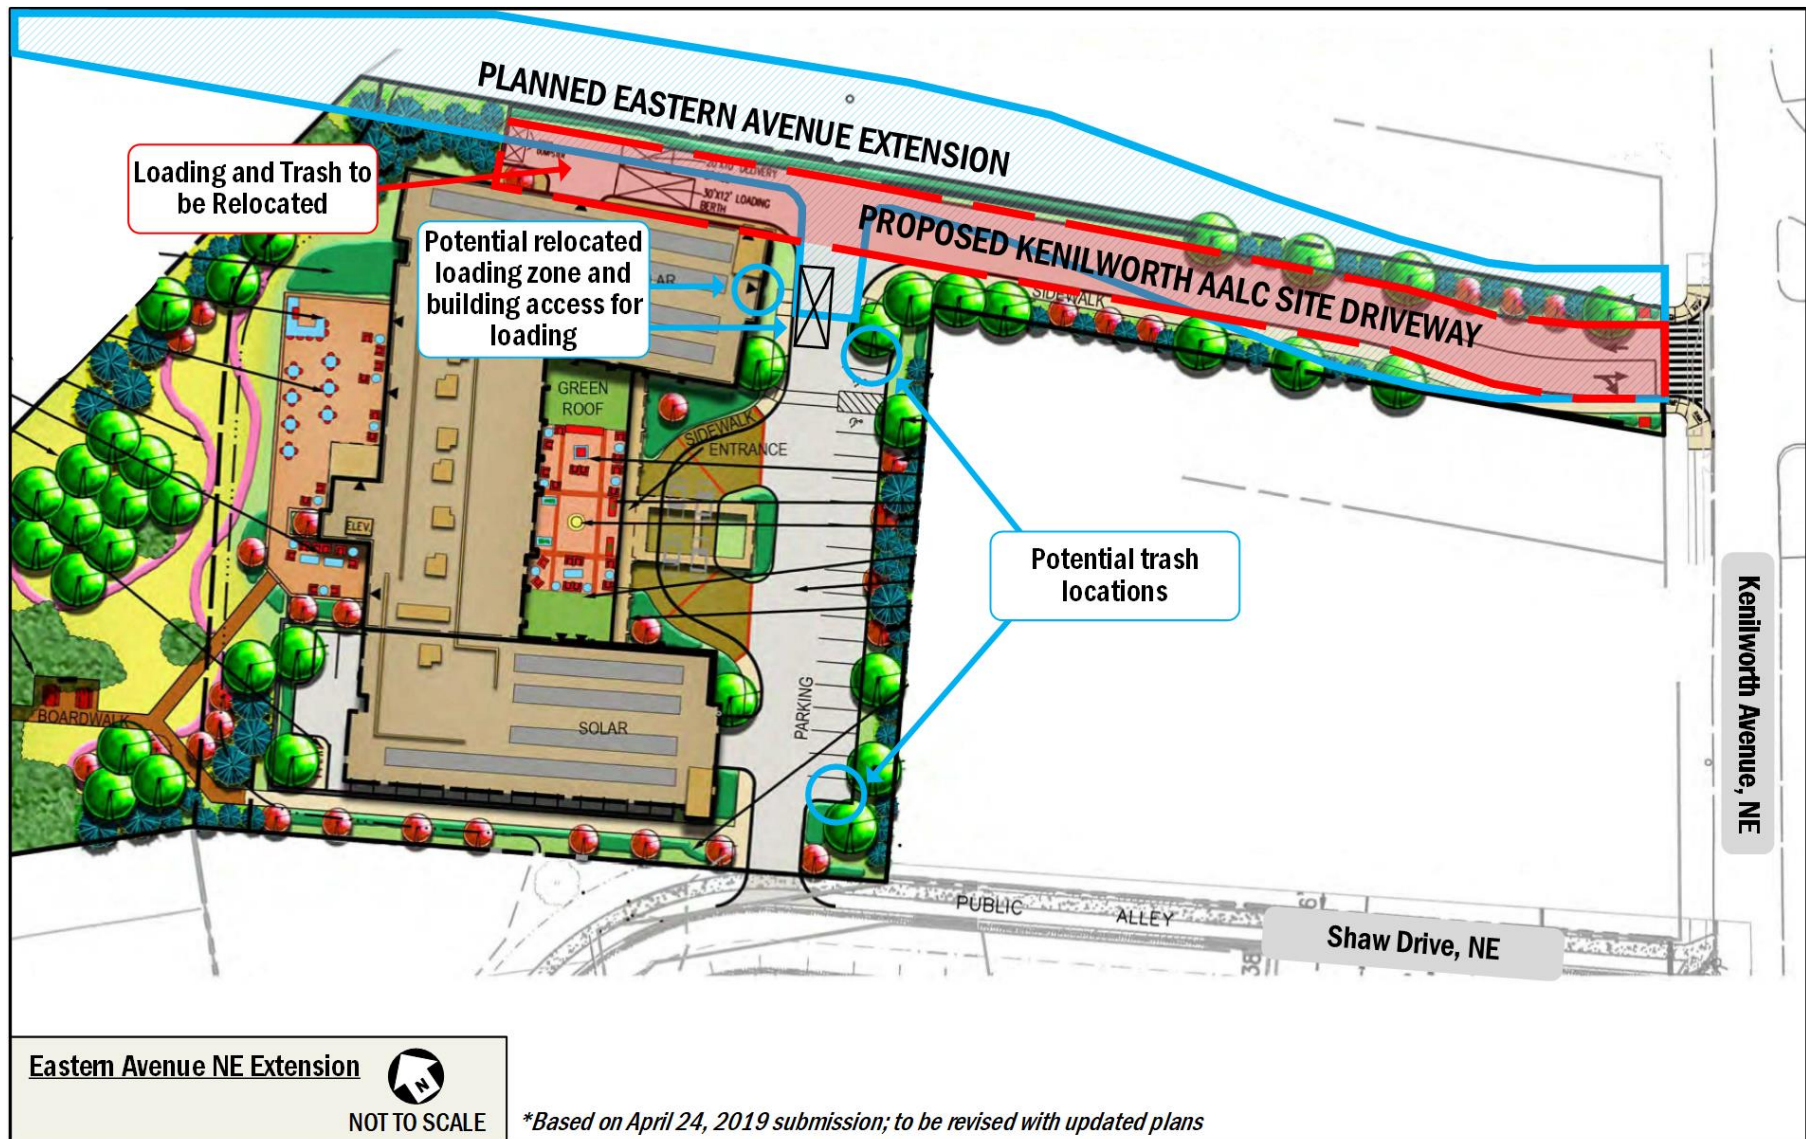 PLANNED EASTERN AVENUE EXTENSION
Loading and Trash to
be Relocated
DUMPSTER
DELIVERY
30'X12' LOADING
BERTH
PROPOSED KENILWORTH AALC SITE DRIVEWAY
Potential relocated
loading zone and
building access for
loading
SIDEWALK
GREEN
ROOF
SIDEWALK
ENTRANCE
ELEV.
Potential trash
locations
Kenilworth Avenue, NE
BOARDWALK
SOLAR
PARKING
PUBLIC ALLEY
Shaw Drive, NE
Eastern Avenue NE Extension
N
NOT TO SCALE
*Based on April 24, 2019 submission; to be revised with updated plans